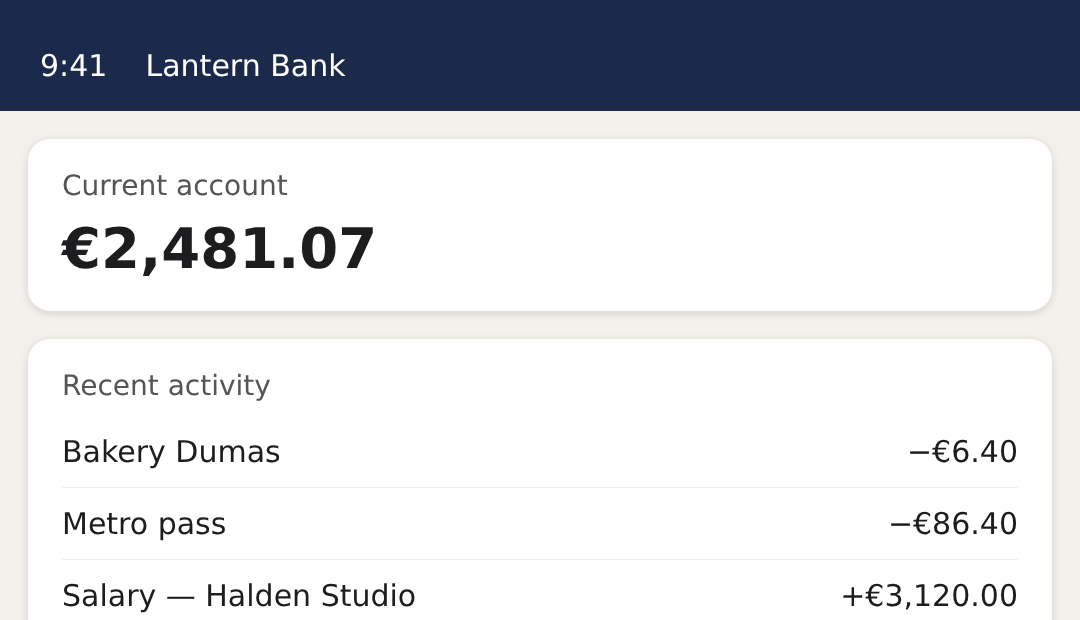 9:41 Lantern Bank
Current account
€2,481.07
Recent activity
Bakery Dumas −€6.40
Metro pass −€86.40
Salary — Halden Studio +€3,120.00